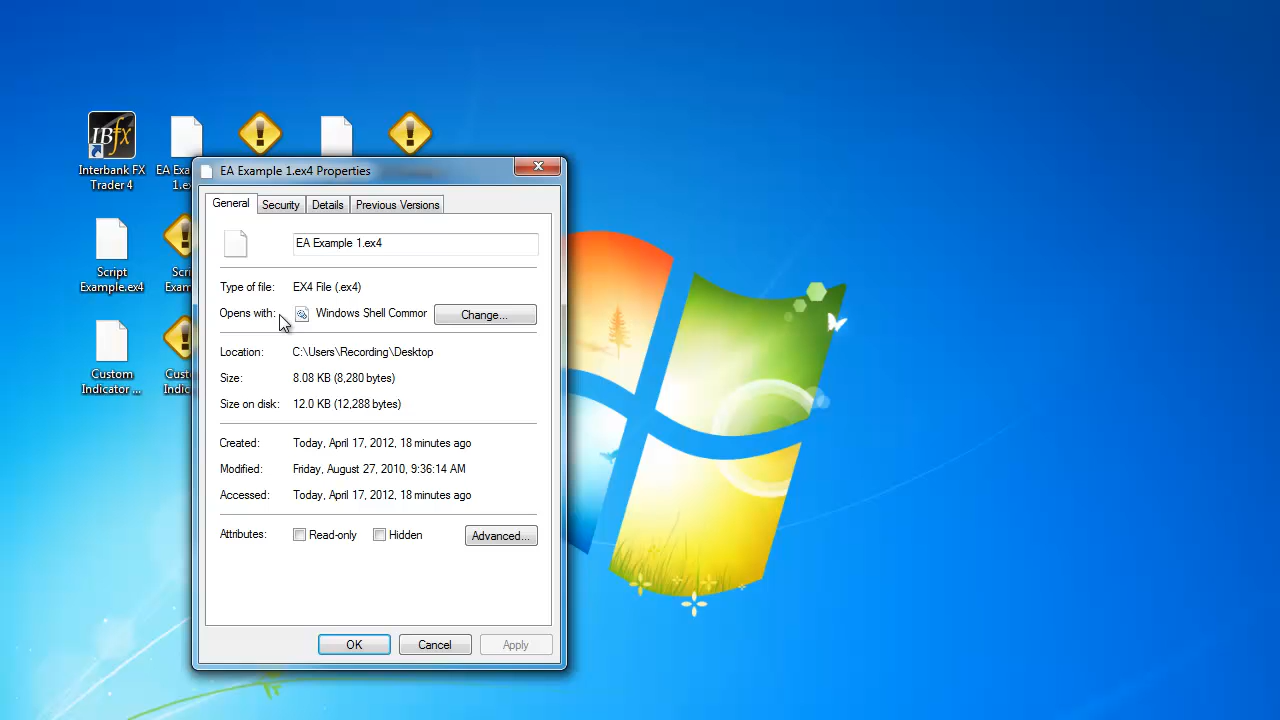 IBFX
Interbank FX
Trader 4
EA Exa
1.ex
Script
Example.ex4
Scri
Exam
Custom
Indicator ...
Cust
Indic
EA Example 1.ex4 Properties
General
Security
Details
Previous Versions
EA Example 1.ex4
Type of file: EX4 File (.ex4)
Opens with: Windows Shell Commor
Change...
Location: C:\Users\Recording\Desktop
Size: 8.08 KB (8,280 bytes)
Size on disk: 12.0 KB (12,288 bytes)
Created: Today, April 17, 2012, 18 minutes ago
Modified: Friday, August 27, 2010, 9:36:14 AM
Accessed: Today, April 17, 2012, 18 minutes ago
Attributes: Read-only Hidden Advanced...
OK Cancel Apply